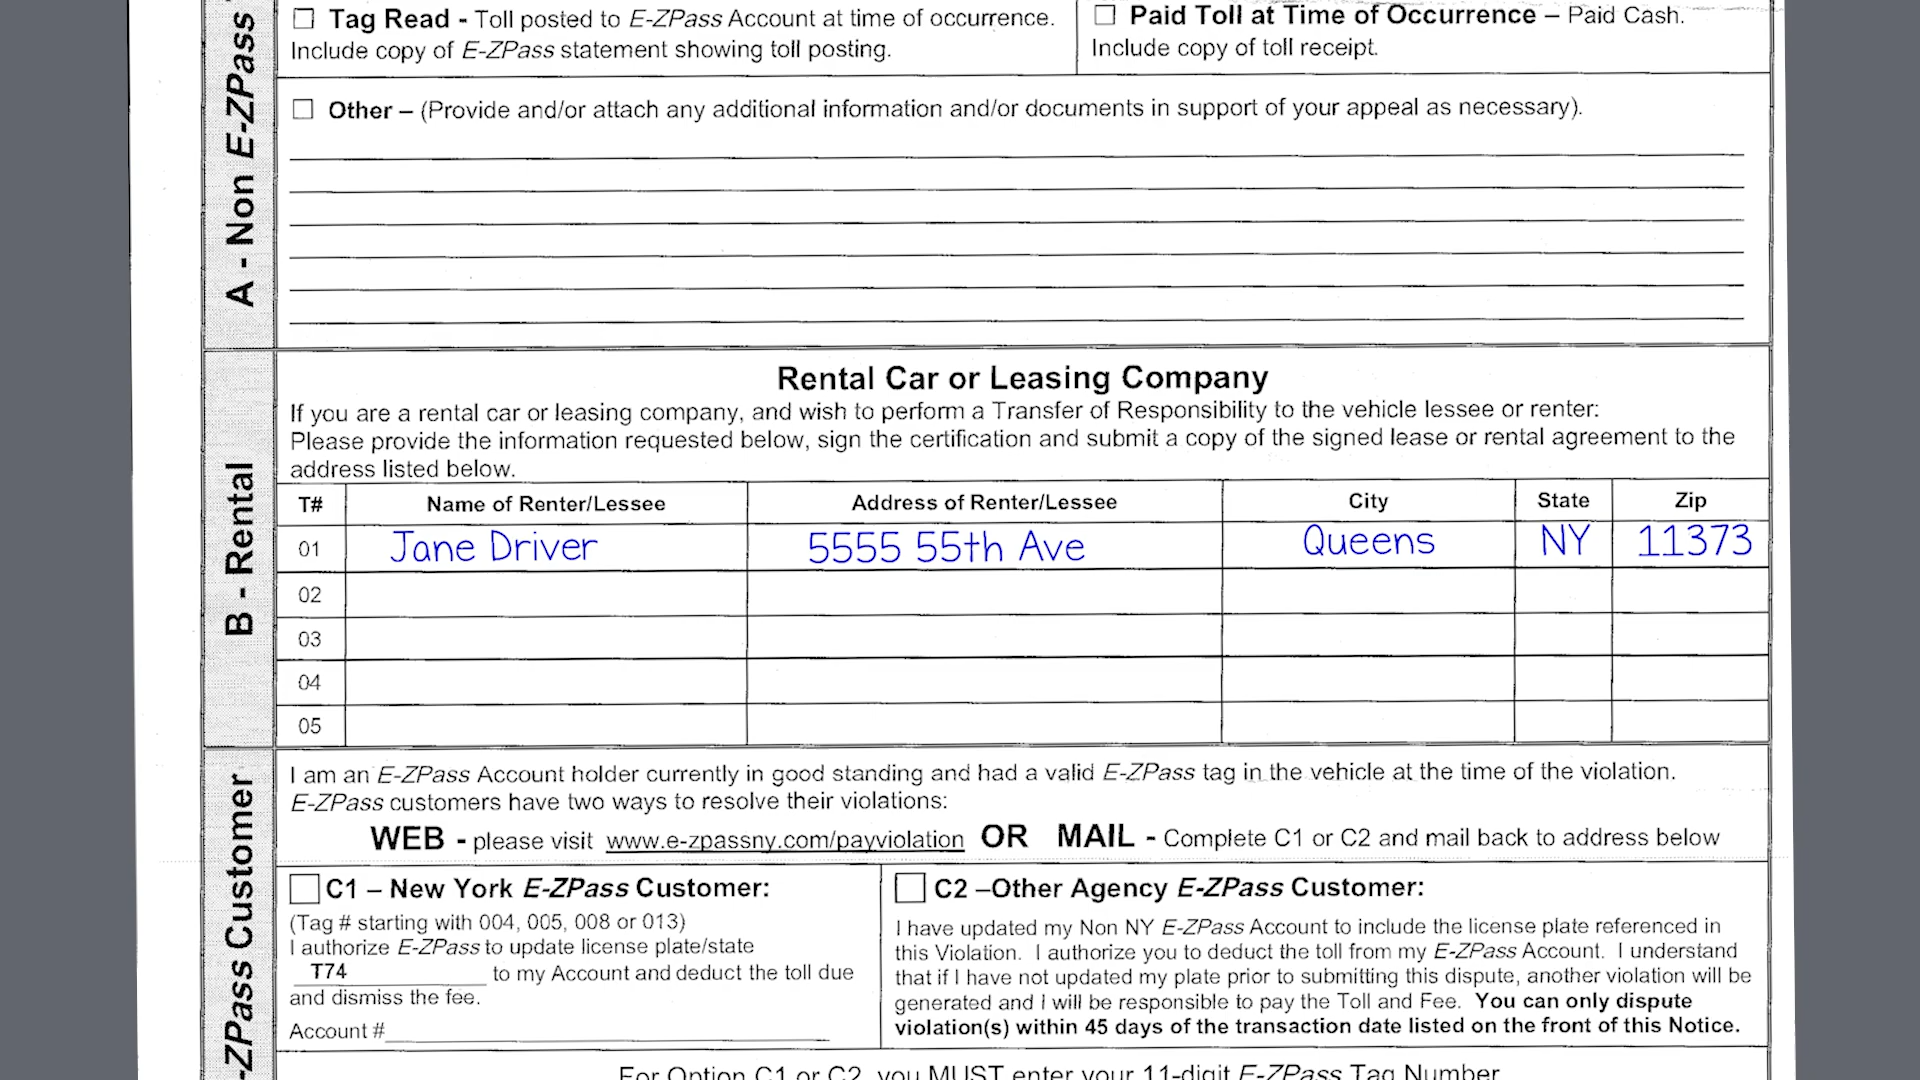 ☐ Tag Read - Toll posted to E-ZPass Account at time of occurrence.
Include copy of E-ZPass statement showing toll posting.
☐ Paid Toll at Time of Occurrence – Paid Cash.
Include copy of toll receipt.
A - Non E-ZPass
☐ Other – (Provide and/or attach any additional information and/or documents in support of your appeal as necessary).
B - Rental
Rental Car or Leasing Company
If you are a rental car or leasing company, and wish to perform a Transfer of Responsibility to the vehicle lessee or renter:
Please provide the information requested below, sign the certification and submit a copy of the signed lease or rental agreement to the
address listed below.
T# Name of Renter/Lessee Address of Renter/Lessee City State Zip
01 Jane Driver 5555 55th Ave Queens NY 11373
02
03
04
05
-ZPass Customer
I am an E-ZPass Account holder currently in good standing and had a valid E-ZPass tag in the vehicle at the time of the violation.
E-ZPass customers have two ways to resolve their violations:
WEB - please visit www.e-zpassny.com/payviolation OR MAIL - Complete C1 or C2 and mail back to address below
☐ C1 – New York E-ZPass Customer:
(Tag # starting with 004, 005, 008 or 013)
I authorize E-ZPass to update license plate/state
T74 to my Account and deduct the toll due
and dismiss the fee.
Account #
☐ C2 –Other Agency E-ZPass Customer:
I have updated my Non NY E-ZPass Account to include the license plate referenced in
this Violation. I authorize you to deduct the toll from my E-ZPass Account. I understand
that if I have not updated my plate prior to submitting this dispute, another violation will be
generated and I will be responsible to pay the Toll and Fee. You can only dispute
violation(s) within 45 days of the transaction date listed on the front of this Notice.
For Option C1 or C2, you MUST enter your 11-digit E-ZPass Tag Number